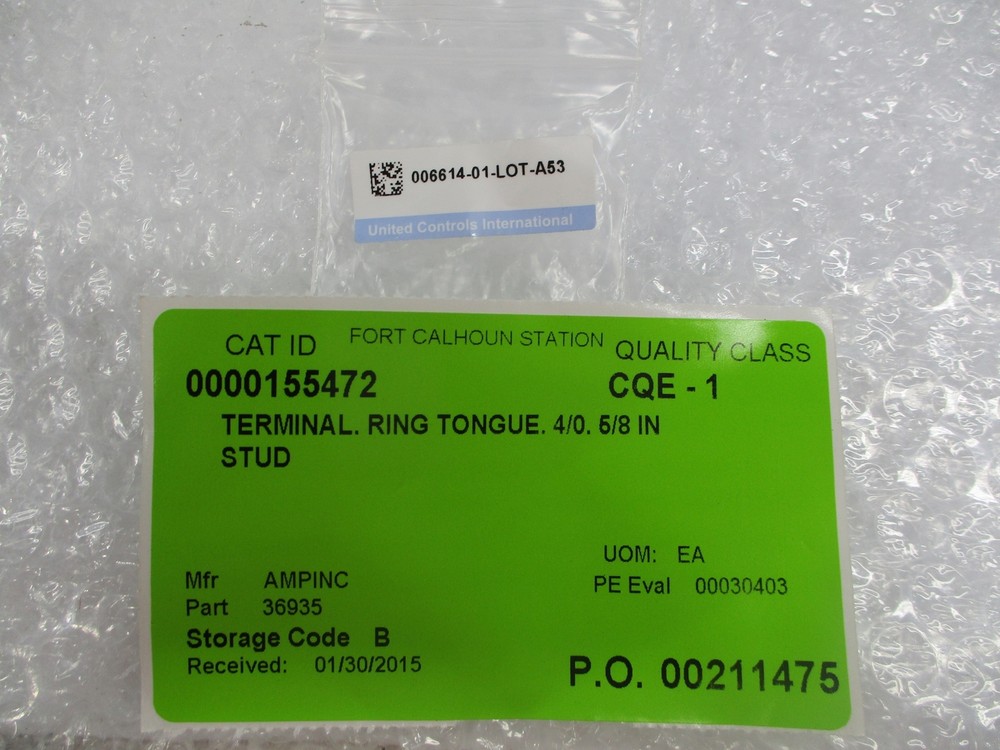 006614-01-LOT-A53
United Controls International
FORT CALHOUN STATION
CAT ID
QUALITY CLASS
0000155472
CQE - 1
TERMINAL. RING TONGUE. 4/0. 5/8 IN
STUD
UOM: EA
Mfr AMPINC
PE Eval 00030403
Part 36935
Storage Code B
Received: 01/30/2015
P.O. 00211475